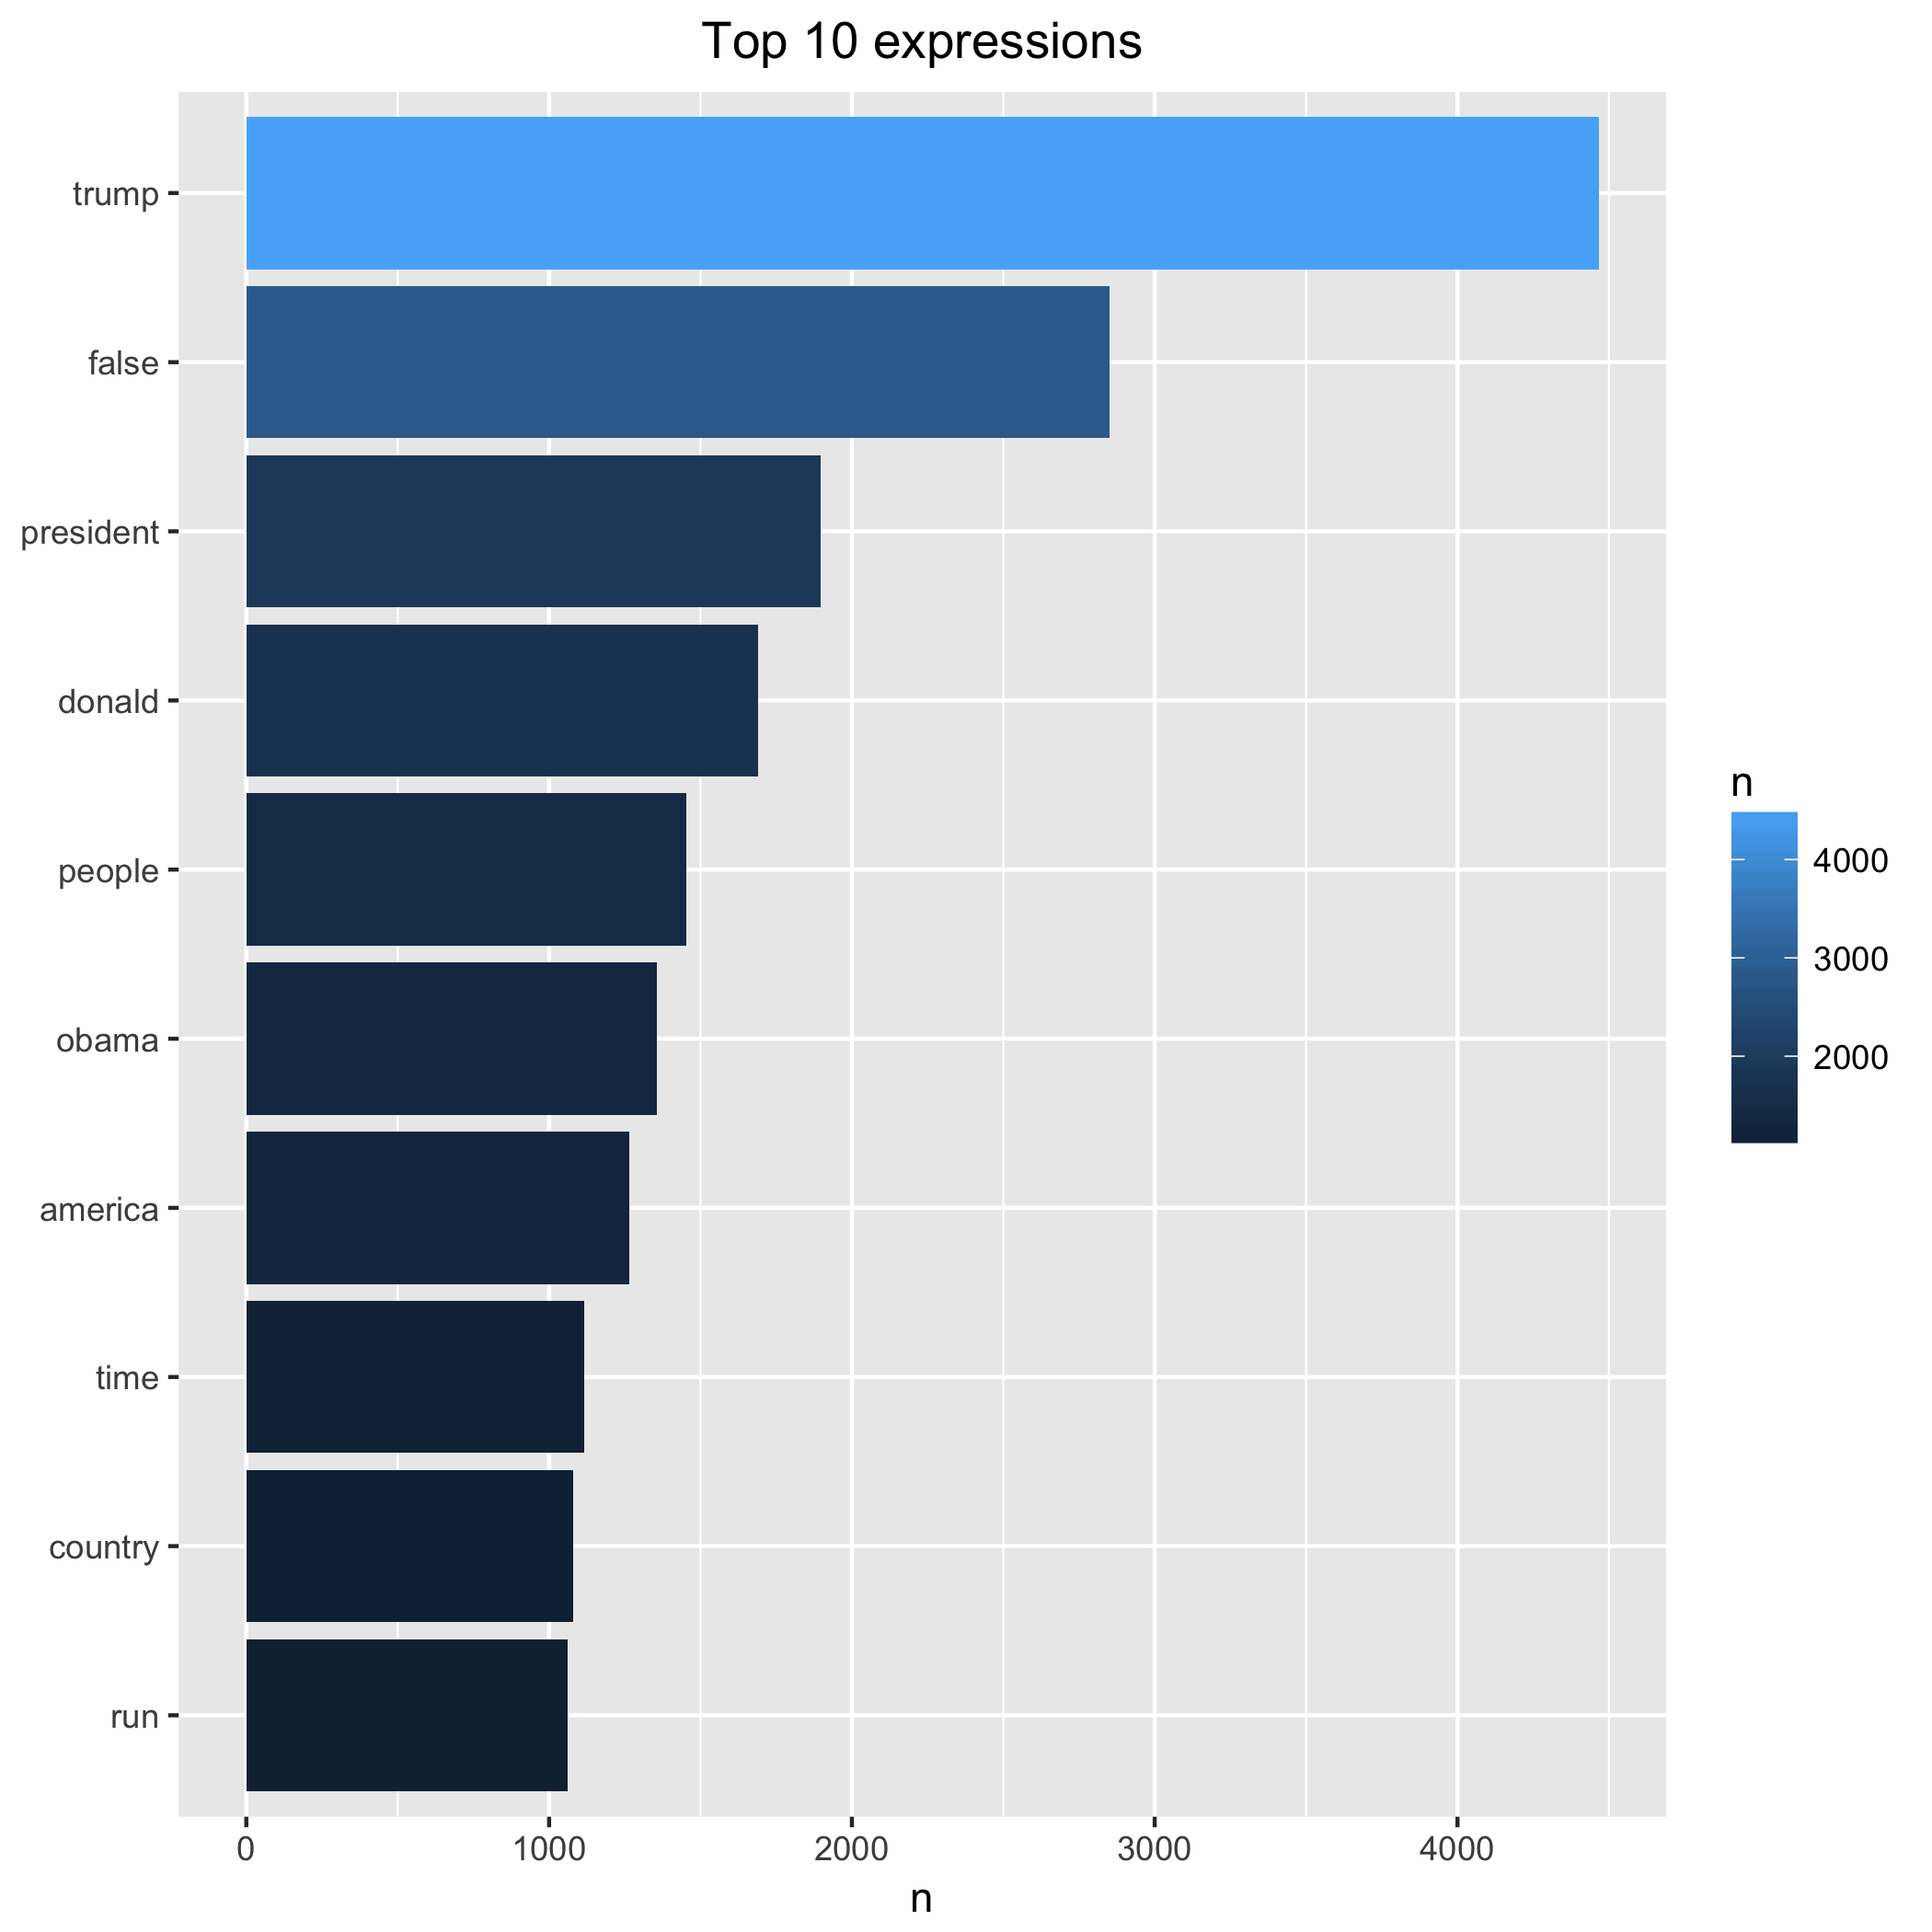 Top 10 expressions
trump
false
president
donald
people
obama
america
time
country
run
0 1000 2000 3000 4000
n
n
4000
3000
2000